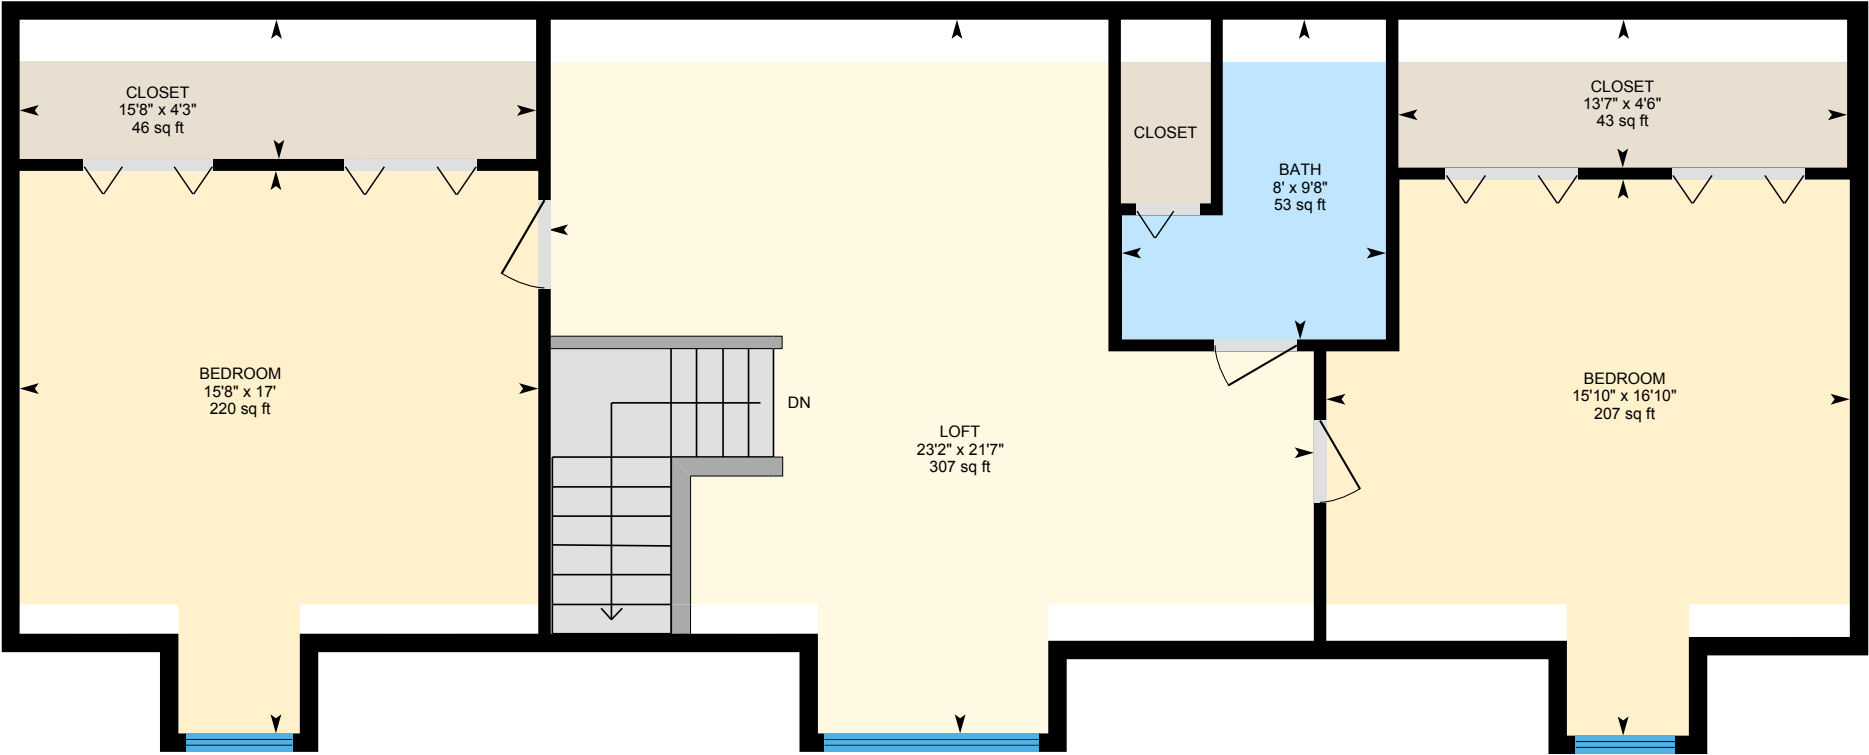 CLOSET
15'8" x 4'3"
46 sq ft
CLOSET
BATH
8' x 9'8"
53 sq ft
CLOSET
13'7" x 4'6"
43 sq ft
BEDROOM
15'8" x 17'
220 sq ft
DN
LOFT
23'2" x 21'7"
307 sq ft
BEDROOM
15'10" x 16'10"
207 sq ft